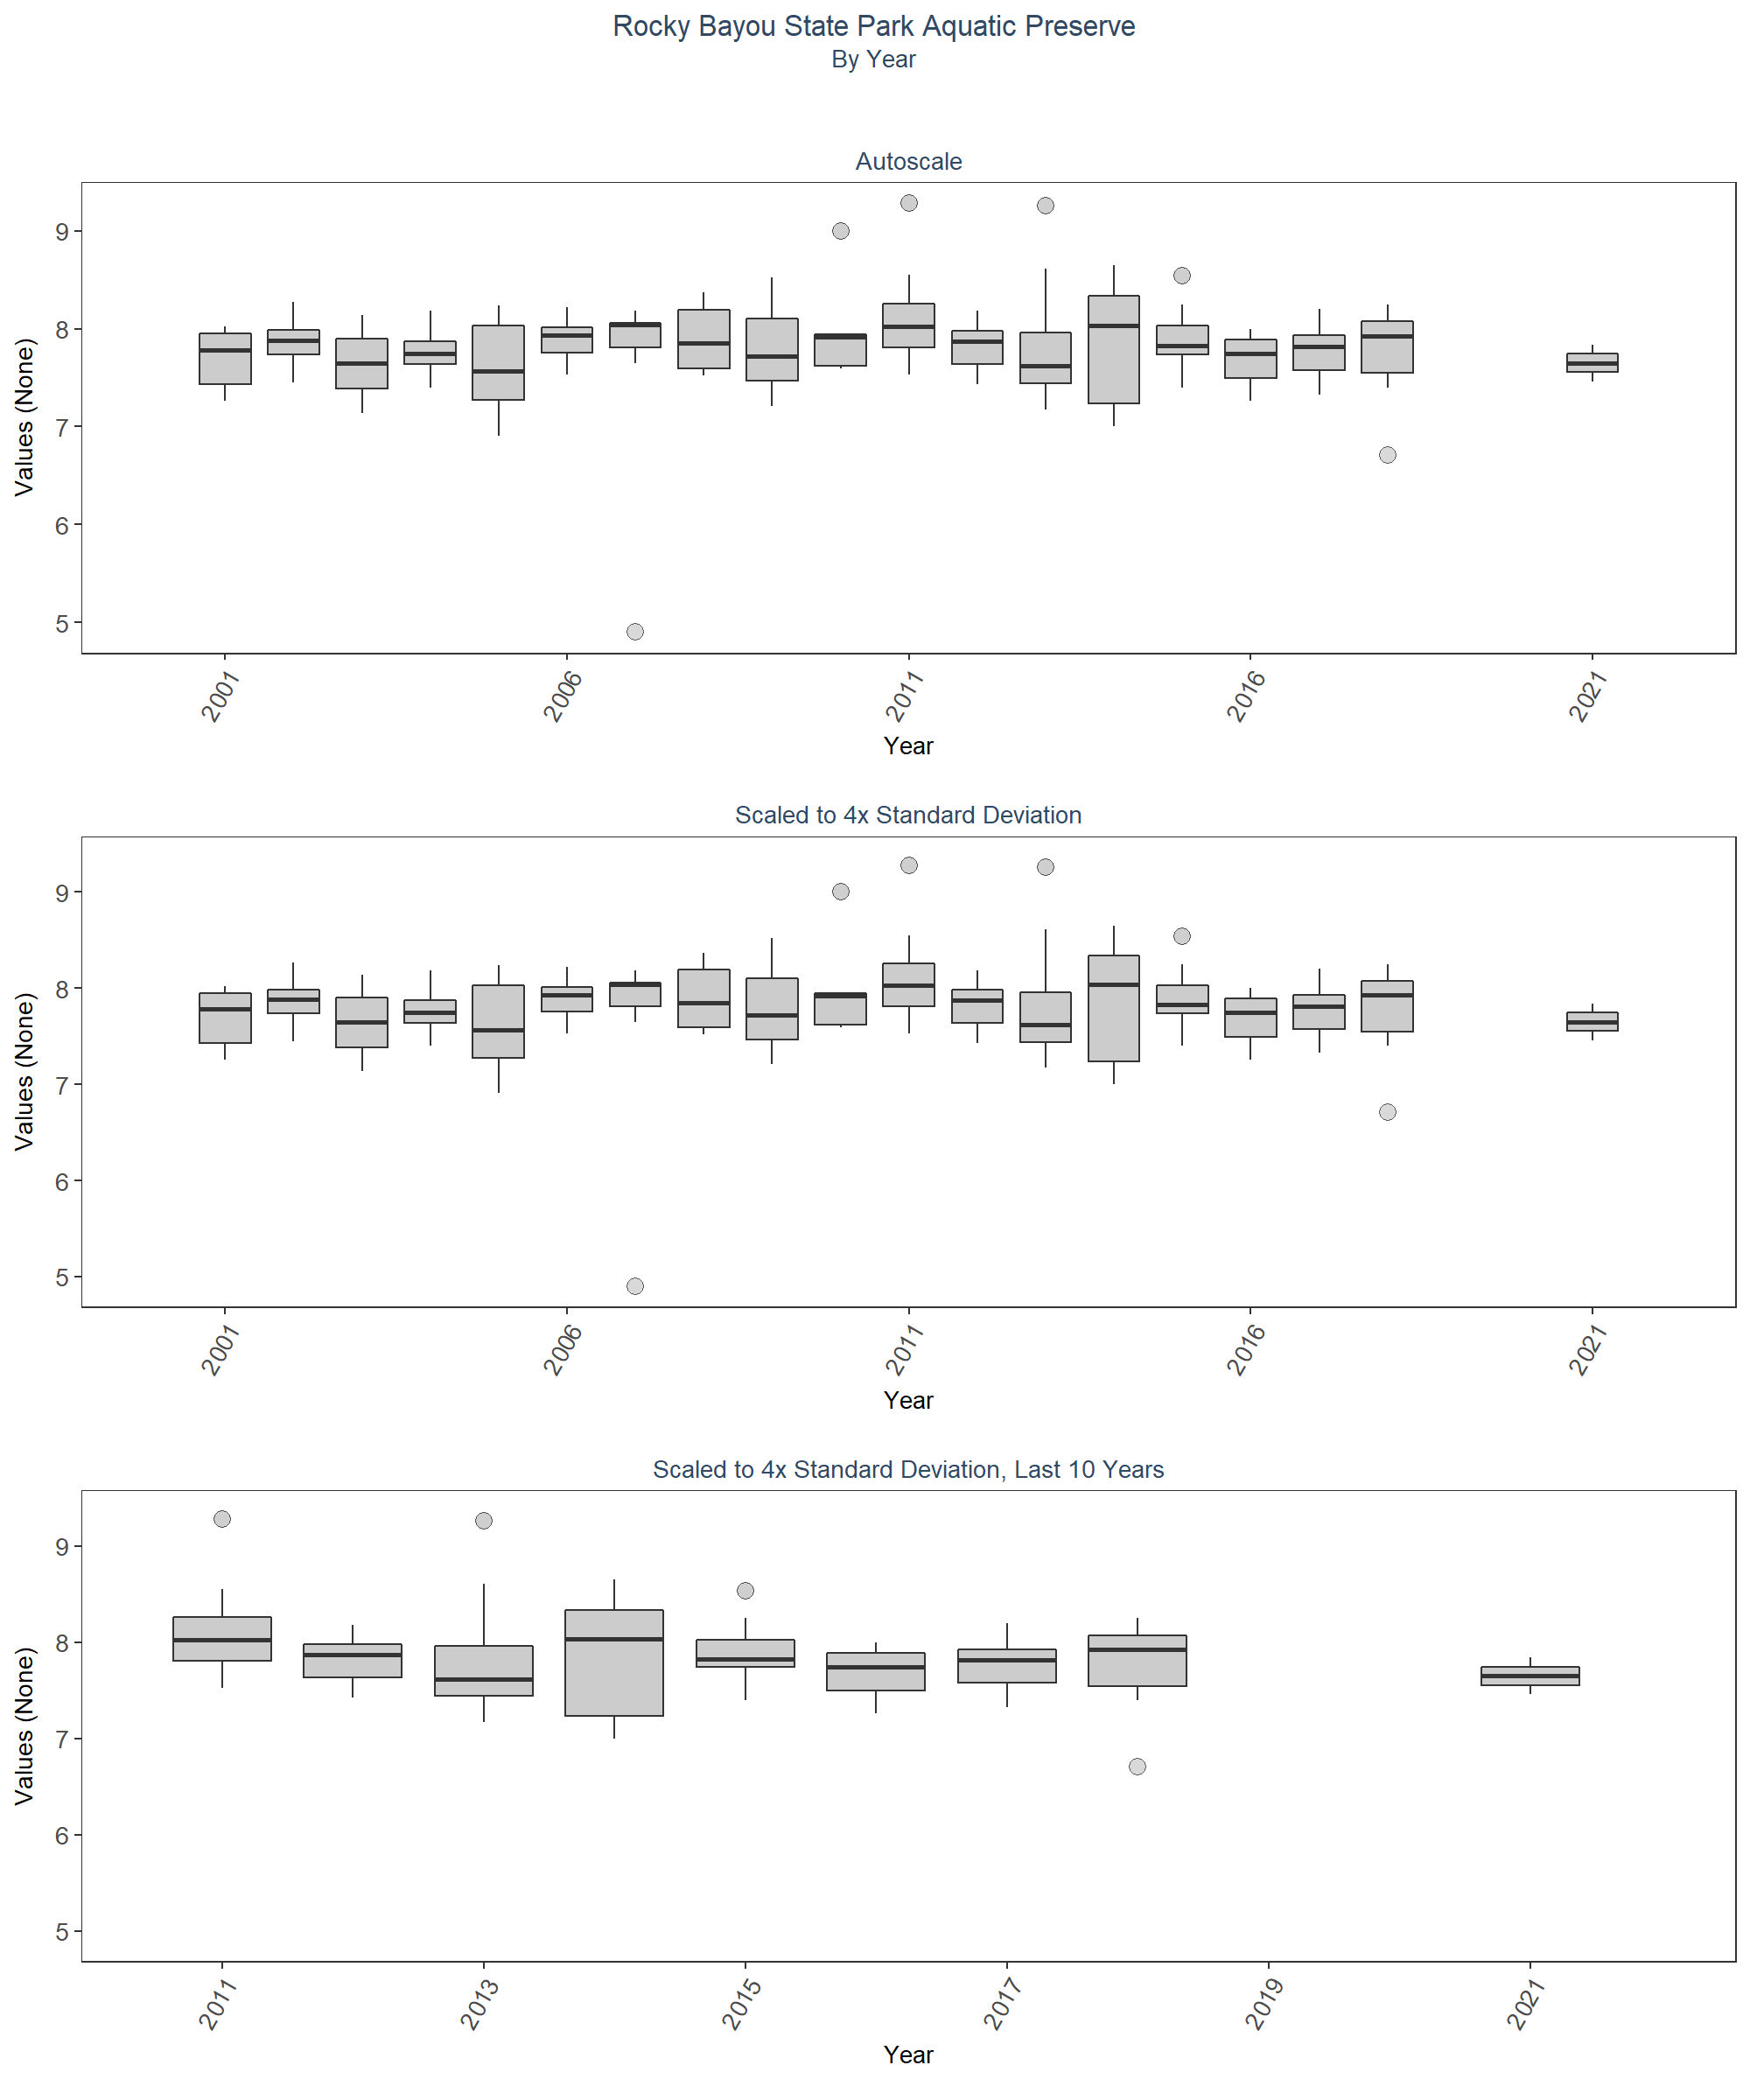 Rocky Bayou State Park Aquatic Preserve
By Year
Autoscale
Values (None)
9
8
7
6
5
2001 2006 2011 2016 2021
Year
Scaled to 4x Standard Deviation
Values (None)
9
8
7
6
5
2001 2006 2011 2016 2021
Year
Scaled to 4x Standard Deviation, Last 10 Years
Values (None)
9
8
7
6
5
2011 2013 2015 2017 2019 2021
Year